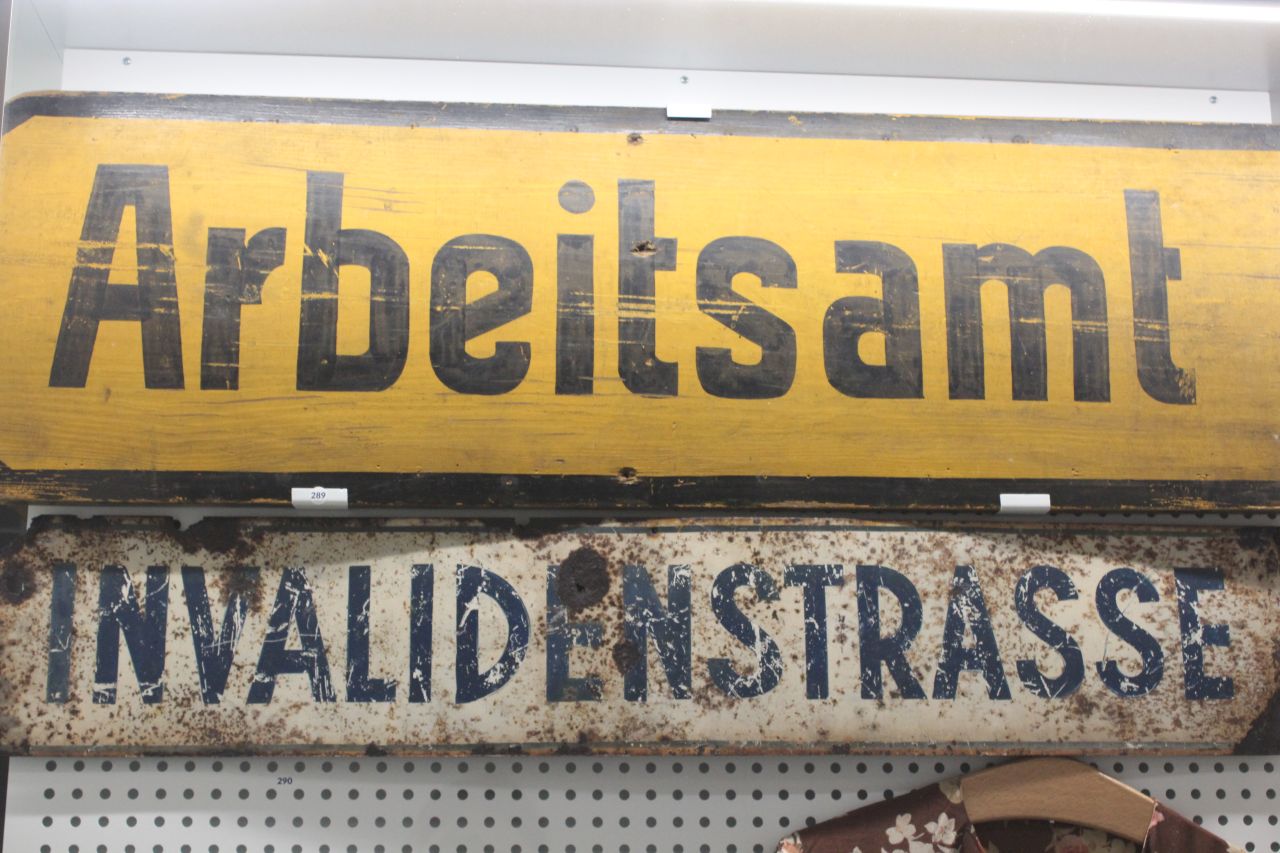 Arbeitsamt
289
INVALIDENSTRASSE
290